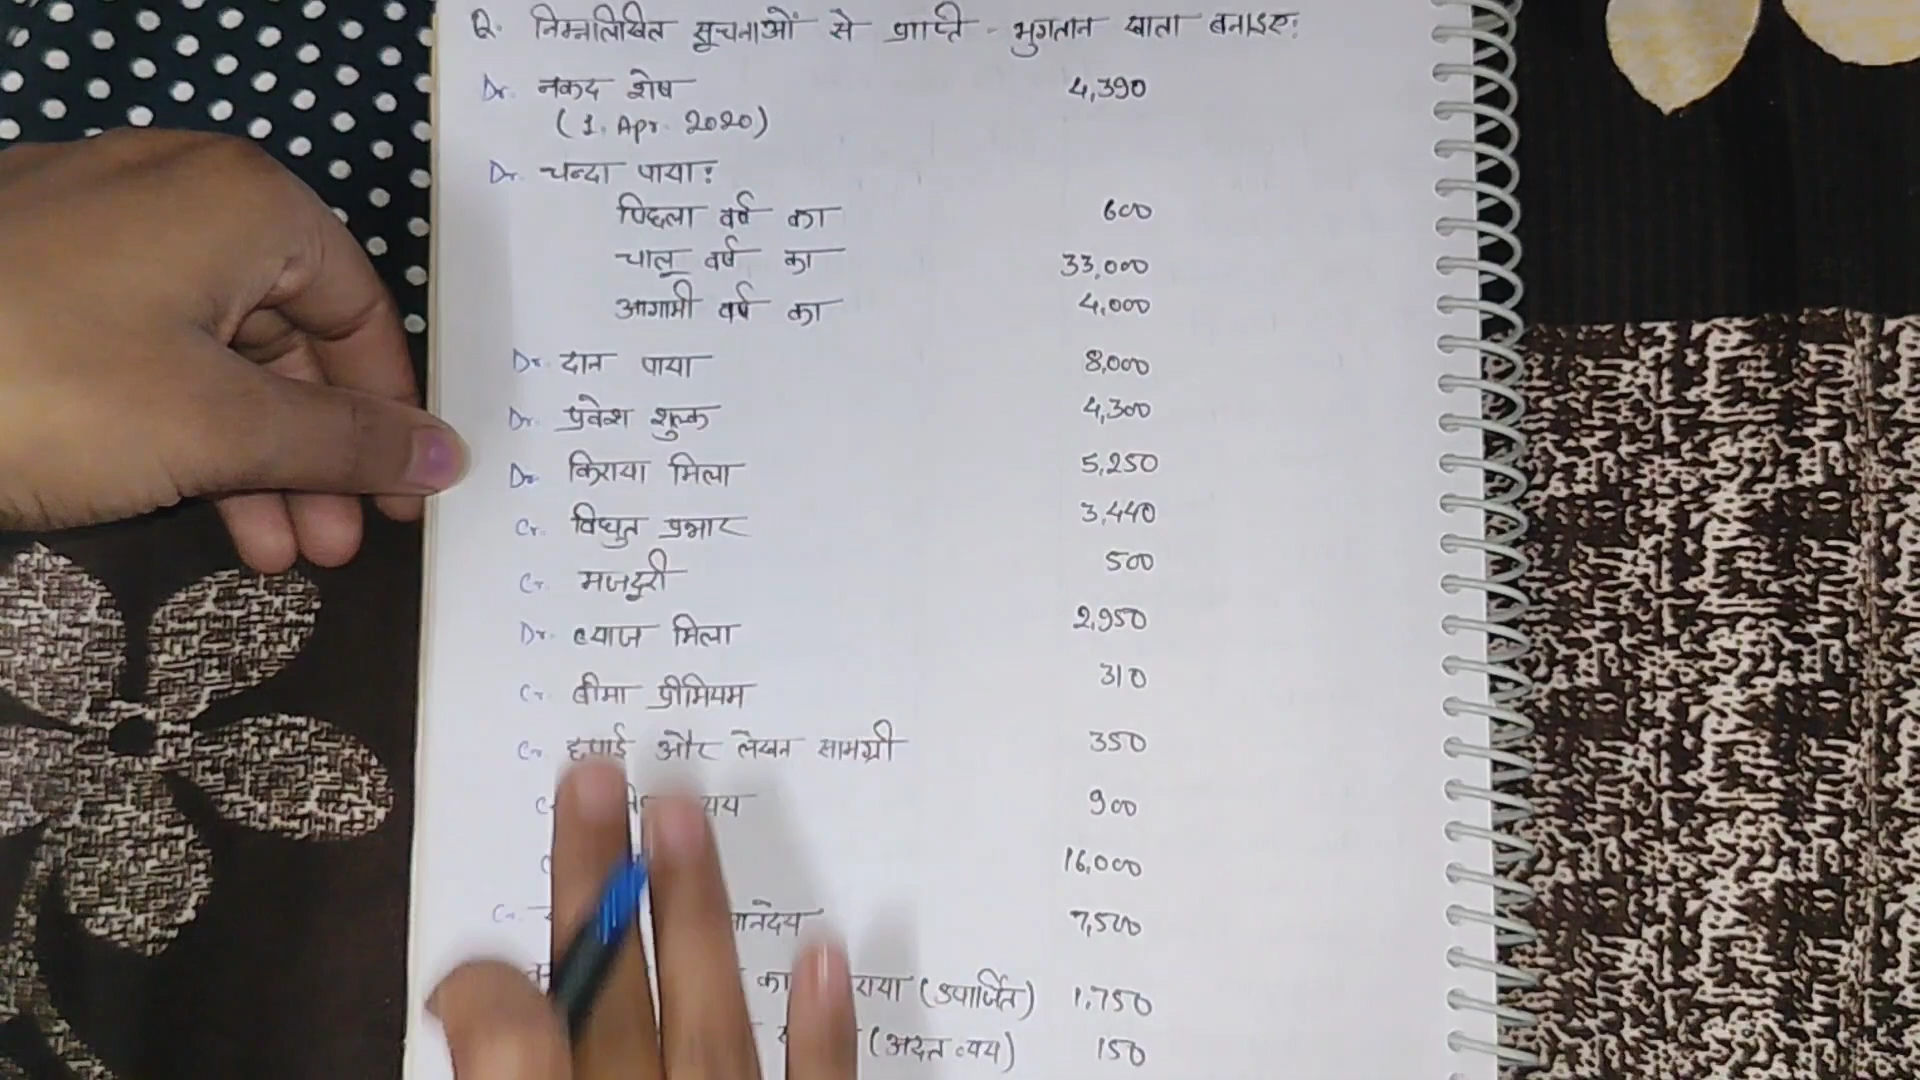 Q. निम्नलिखित सूचनाओं से प्राप्ति - भुगतान खाता बनाइए:
Dr. नकद शेष 4,390
(1. Apr. 2020)
Dr. चन्दा पाया:
पिछला वर्ष का 600
चालू वर्ष का 33,000
आगामी वर्ष का 4,000
Dr. दान पाया 8,000
Dr. प्रवेश शुल्क 4,300
Dr. किराया मिला 5,250
Cr. विधुत प्रभार 3,440
Cr. मजदूरी 500
Dr. ब्याज मिला 2,950
Cr. बीमा प्रीमियम 310
Cr. छपाई और लेखन सामग्री 350
900
16,000
Cr. मानदेय 7,500
का (उपार्जित) 1,750
(अदत्त व्यय) 150